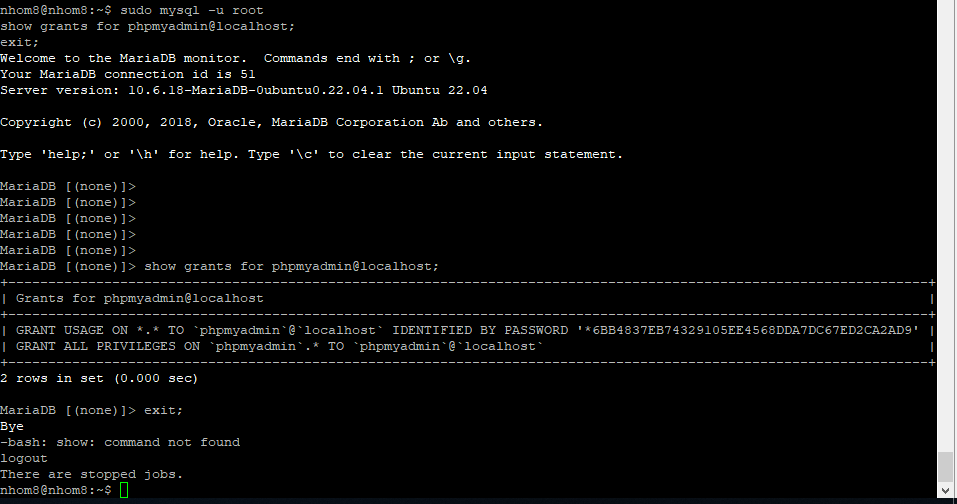 nhom8@nhom8:~$ sudo mysql -u root
show grants for phpmyadmin@localhost;
exit;
Welcome to the MariaDB monitor.  Commands end with ; or \g.
Your MariaDB connection id is 51
Server version: 10.6.18-MariaDB-0ubuntu0.22.04.1 Ubuntu 22.04
Copyright (c) 2000, 2018, Oracle, MariaDB Corporation Ab and others.
Type 'help;' or '\h' for help. Type '\c' to clear the current input statement.
MariaDB [(none)]>
MariaDB [(none)]>
MariaDB [(none)]>
MariaDB [(none)]>
MariaDB [(none)]>
MariaDB [(none)]> show grants for phpmyadmin@localhost;
+-------------------------------------------------------------------------------------------------------------------+
| Grants for phpmyadmin@localhost |
+-------------------------------------------------------------------------------------------------------------------+
| GRANT USAGE ON *.* TO `phpmyadmin`@`localhost` IDENTIFIED BY PASSWORD '*6BB4837EB74329105EE4568DDA7DC67ED2CA2AD9' |
| GRANT ALL PRIVILEGES ON `phpmyadmin`.* TO `phpmyadmin`@`localhost` |
+-------------------------------------------------------------------------------------------------------------------+
2 rows in set (0.000 sec)
MariaDB [(none)]> exit;
Bye
-bash: show: command not found
logout
There are stopped jobs.
nhom8@nhom8:~$